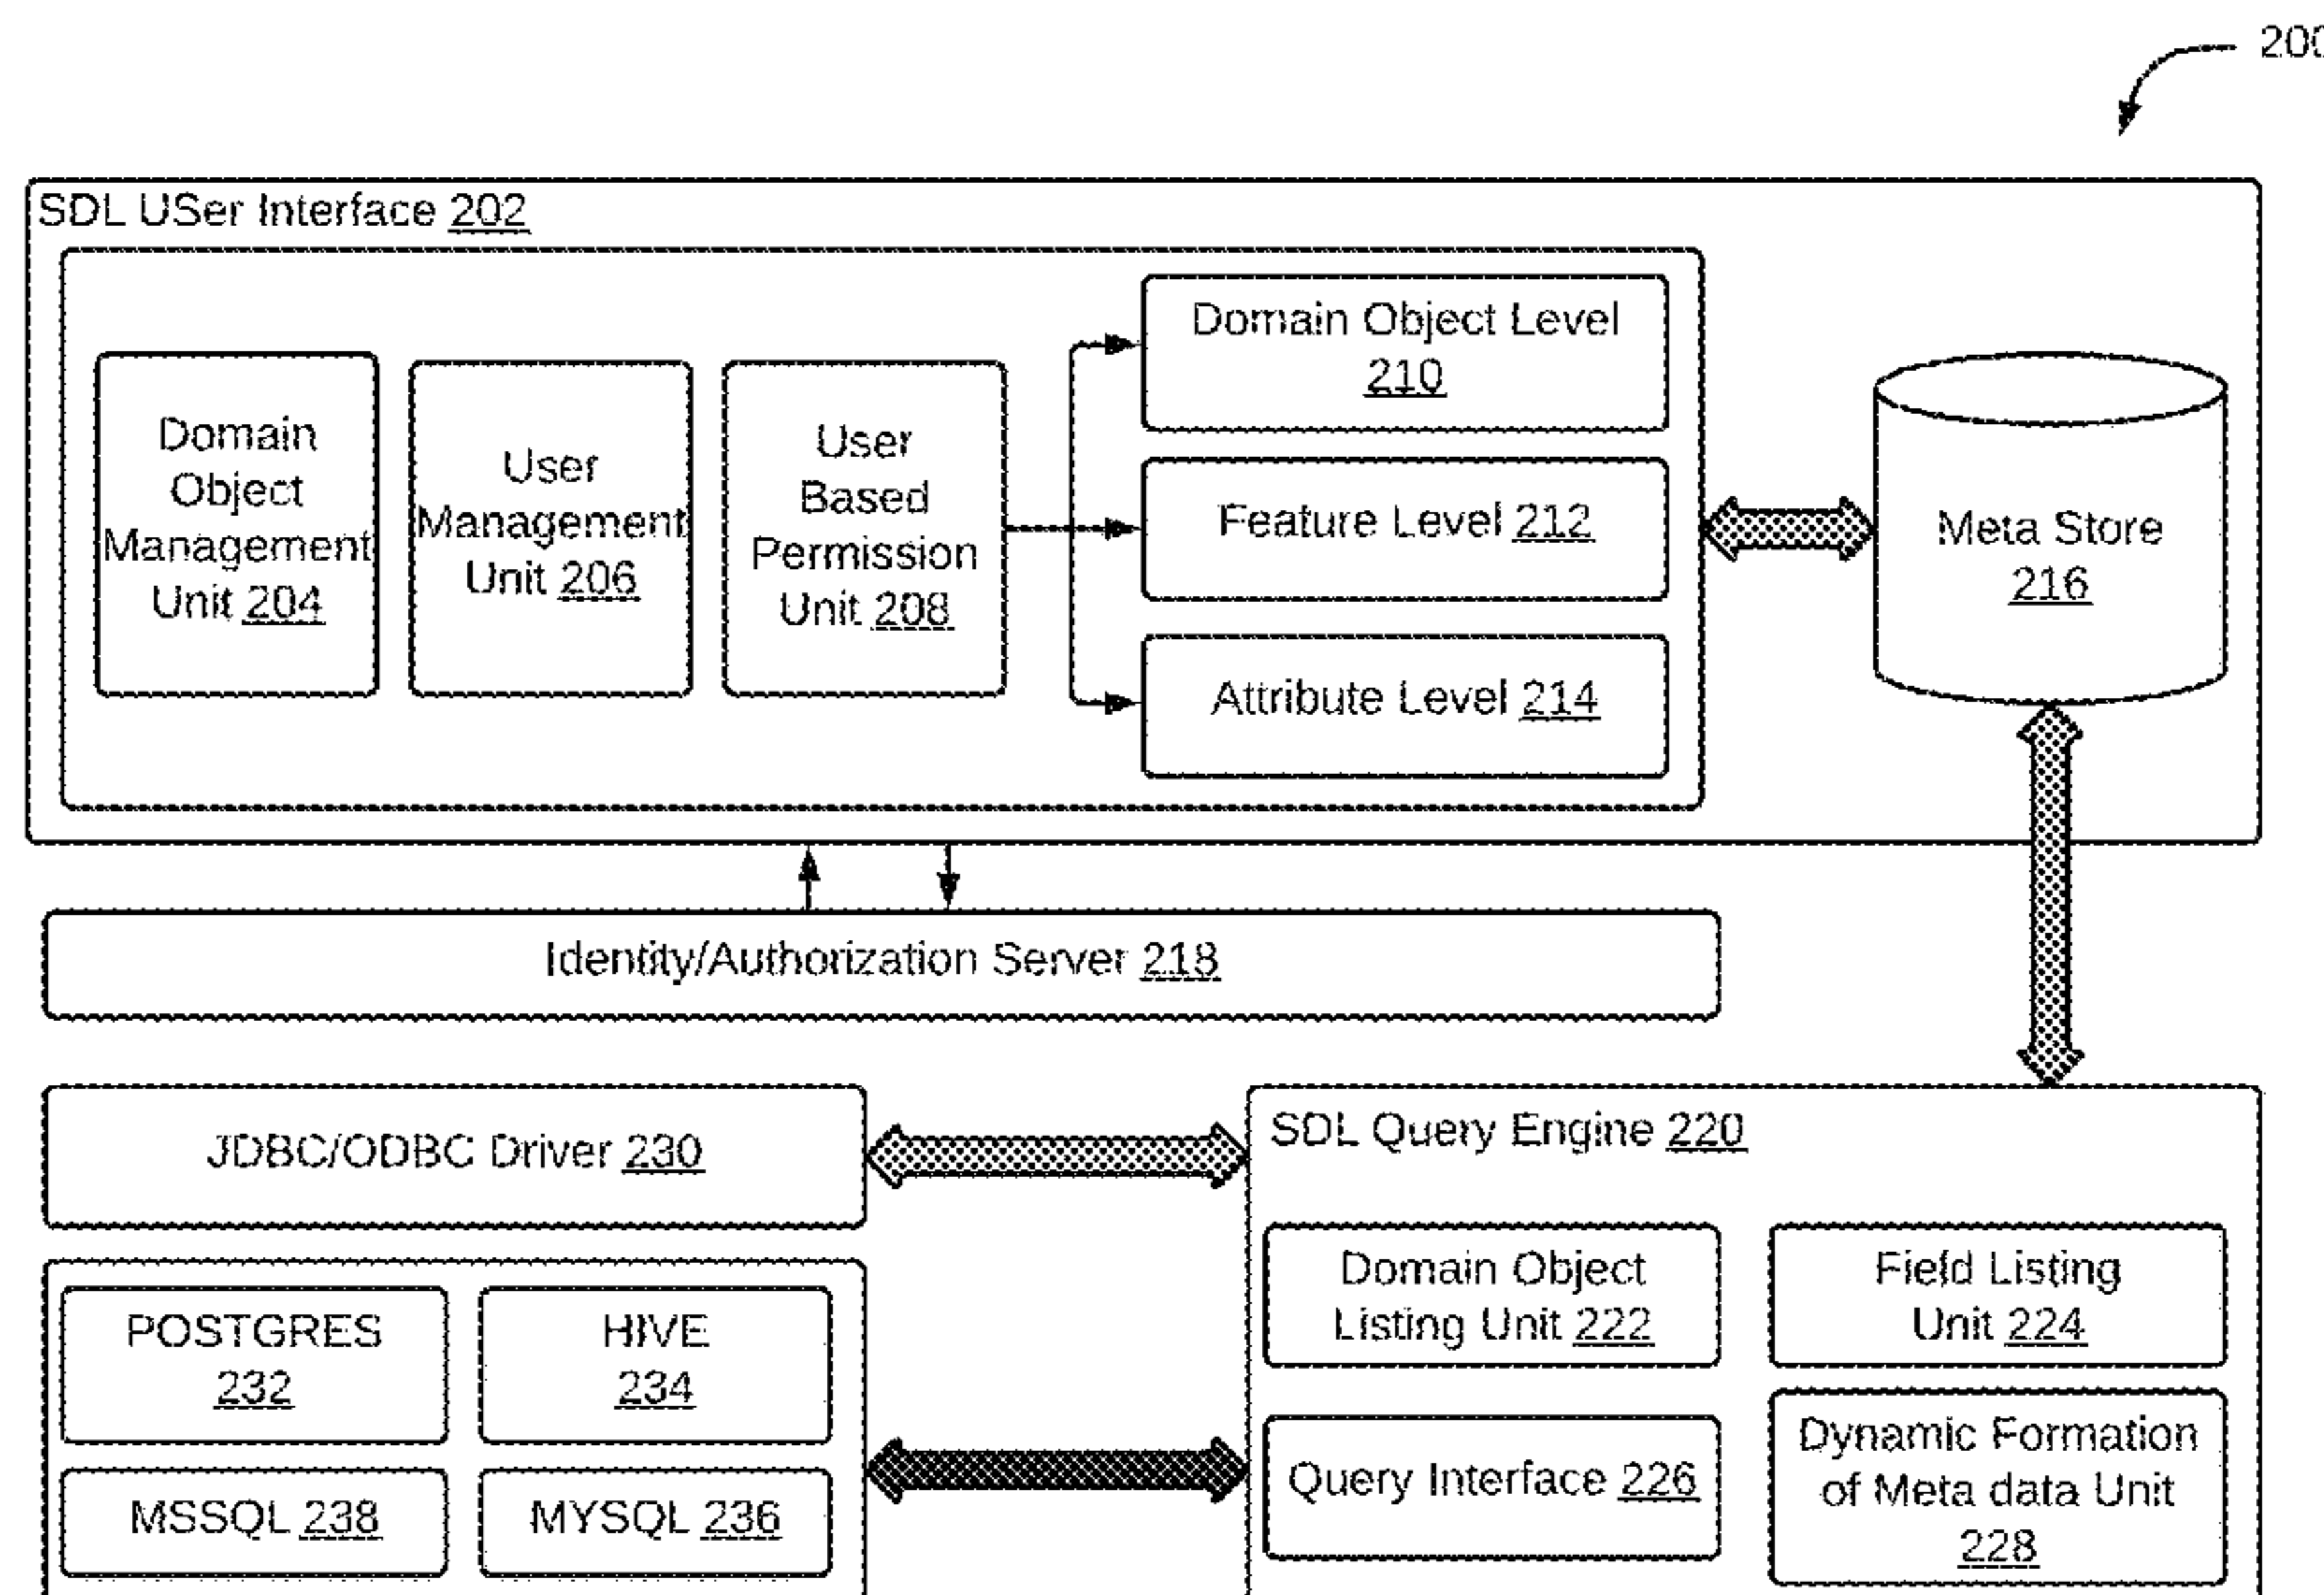 200
SDL USer Interface 202
Domain
Object
Management
Unit 204
User
Management
Unit 206
User
Based
Permission
Unit 208
Domain Object Level
210
Feature Level 212
Attribute Level 214
Meta Store
216
Identity/Authorization Server 218
JDBC/ODBC Driver 230
SDL Query Engine 220
Domain Object
Listing Unit 222
Field Listing
Unit 224
POSTGRES
232
HIVE
234
MSSQL 238
MYSQL 236
Query Interface 226
Dynamic Formation
of Meta data Unit
228